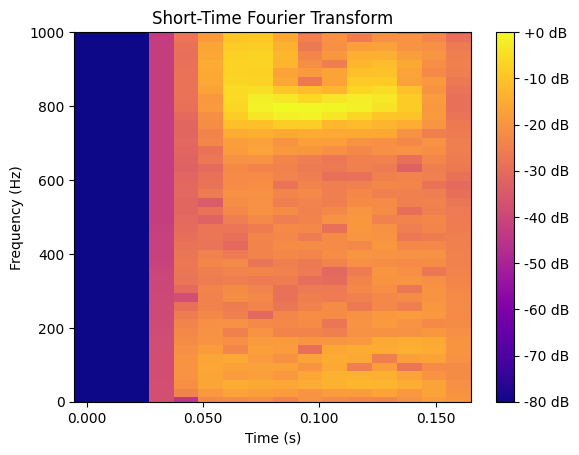 Short-Time Fourier Transform
1000
800
600
400
200
0
Frequency (Hz)
0.000
0.050
0.100
0.150
Time (s)
+0 dB
-10 dB
-20 dB
-30 dB
-40 dB
-50 dB
-60 dB
-70 dB
-80 dB